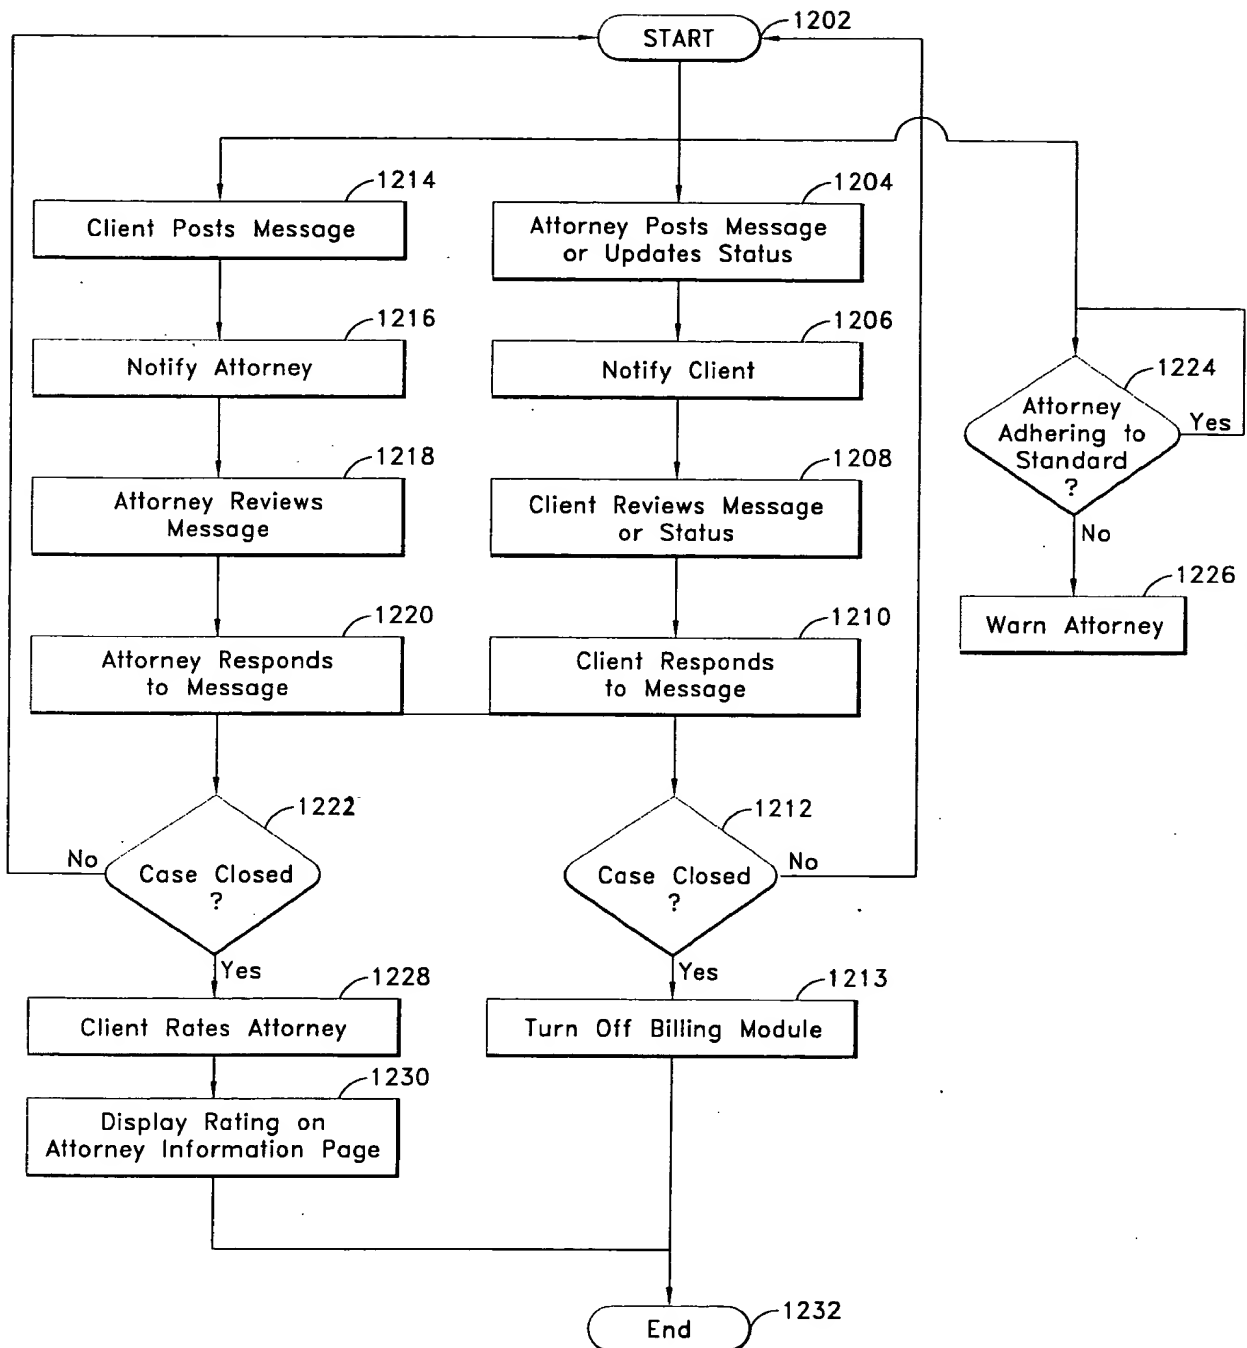 START
1202
1214
Client Posts Message
1204
Attorney Posts Message
or Updates Status
1216
Notify Attorney
1206
Notify Client
1224
Attorney
Adhering to
Standard
?
Yes
No
1226
Warn Attorney
1218
Attorney Reviews
Message
1208
Client Reviews Message
or Status
1220
Attorney Responds
to Message
1210
Client Responds
to Message
1222
Case Closed
?
No
Yes
1212
Case Closed
?
No
Yes
1228
Client Rates Attorney
1213
Turn Off Billing Module
1230
Display Rating on
Attorney Information Page
End
1232